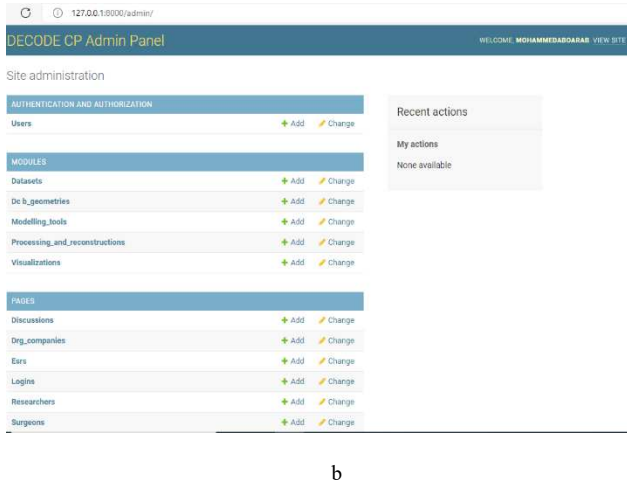 127.0.0.1:8000/admin/
DECODE CP Admin Panel
WELCOME, MOHAMMEDABOARAB. VIEW SITE
Site administration
AUTHENTICATION AND AUTHORIZATION
Users + Add Change
MODULES
Datasets + Add Change
Dc b_geometries + Add Change
Modelling_tools + Add Change
Processing_and_reconstructions + Add Change
Visualizations + Add Change
PAGES
Discussions + Add Change
Drg_companies + Add Change
Esrs + Add Change
Logins + Add Change
Researchers + Add Change
Surgeons + Add Change
Recent actions
My actions
None available
b